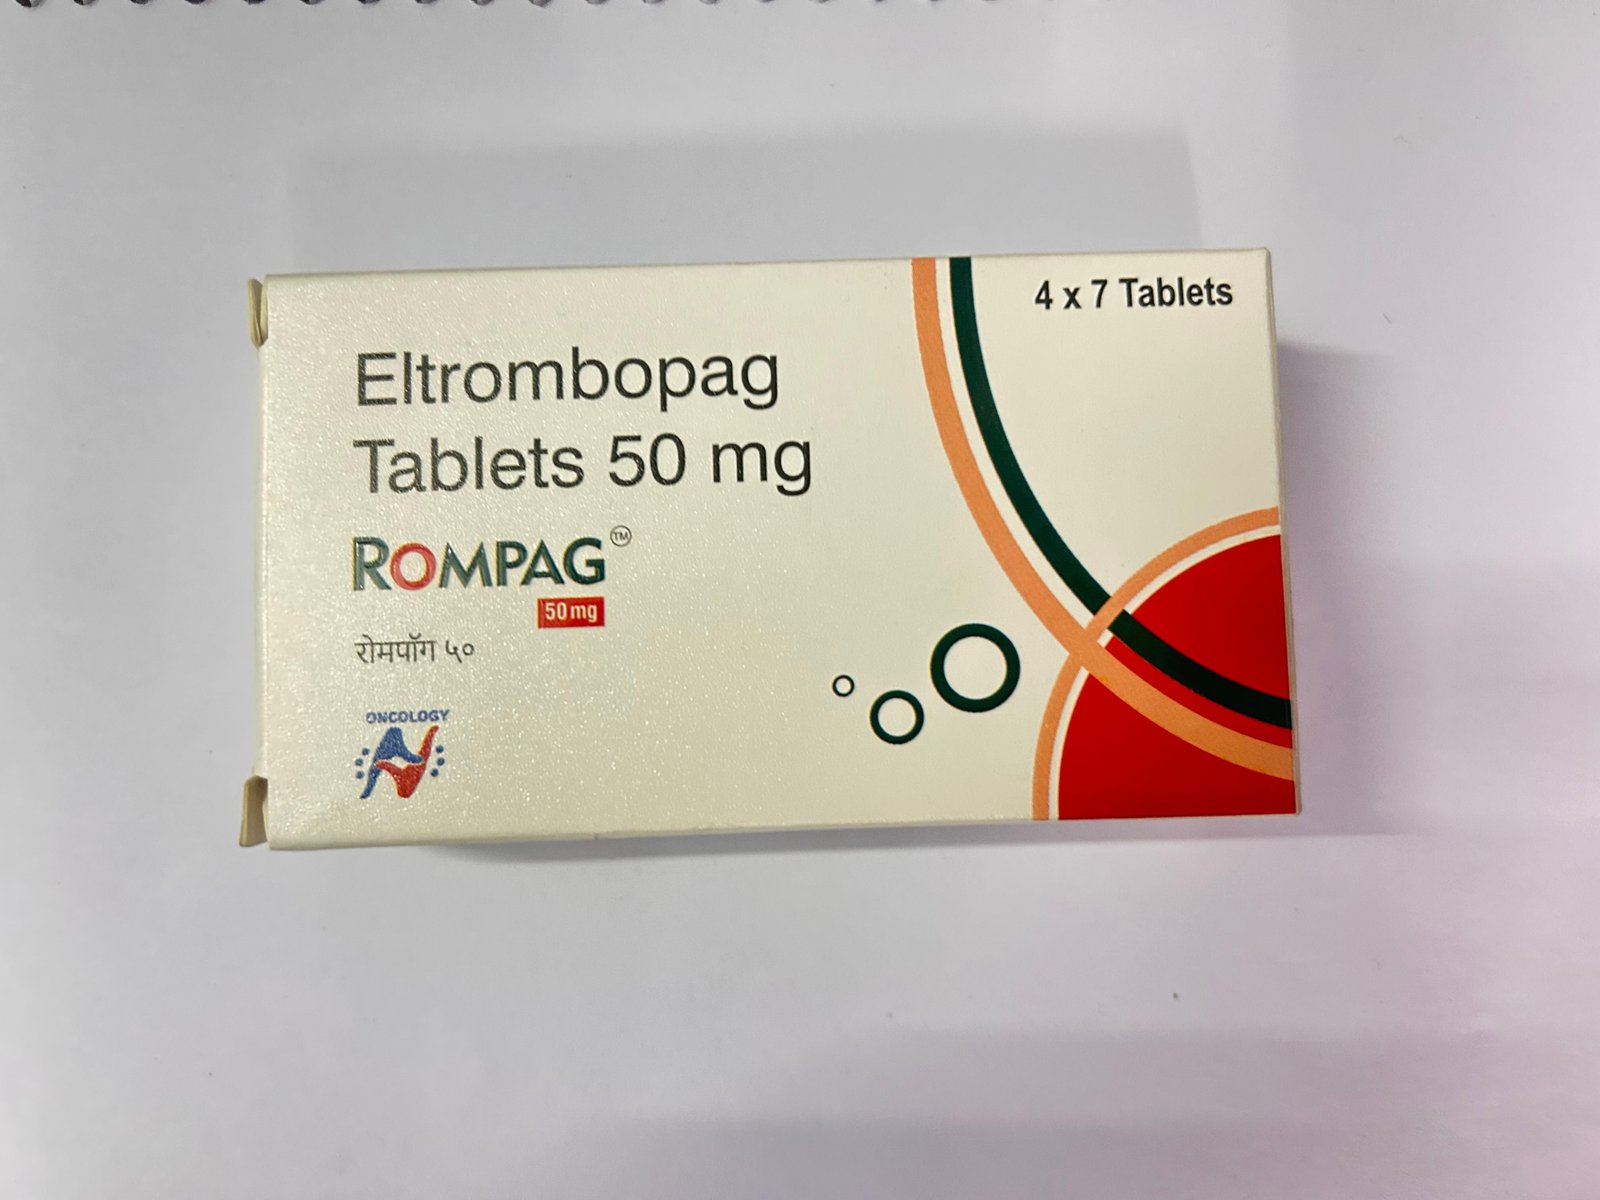 4 x 7 Tablets
Eltrombopag
Tablets 50 mg
ROMPAG™
50 mg
रोमपॉग ५०
ONCOLOGY